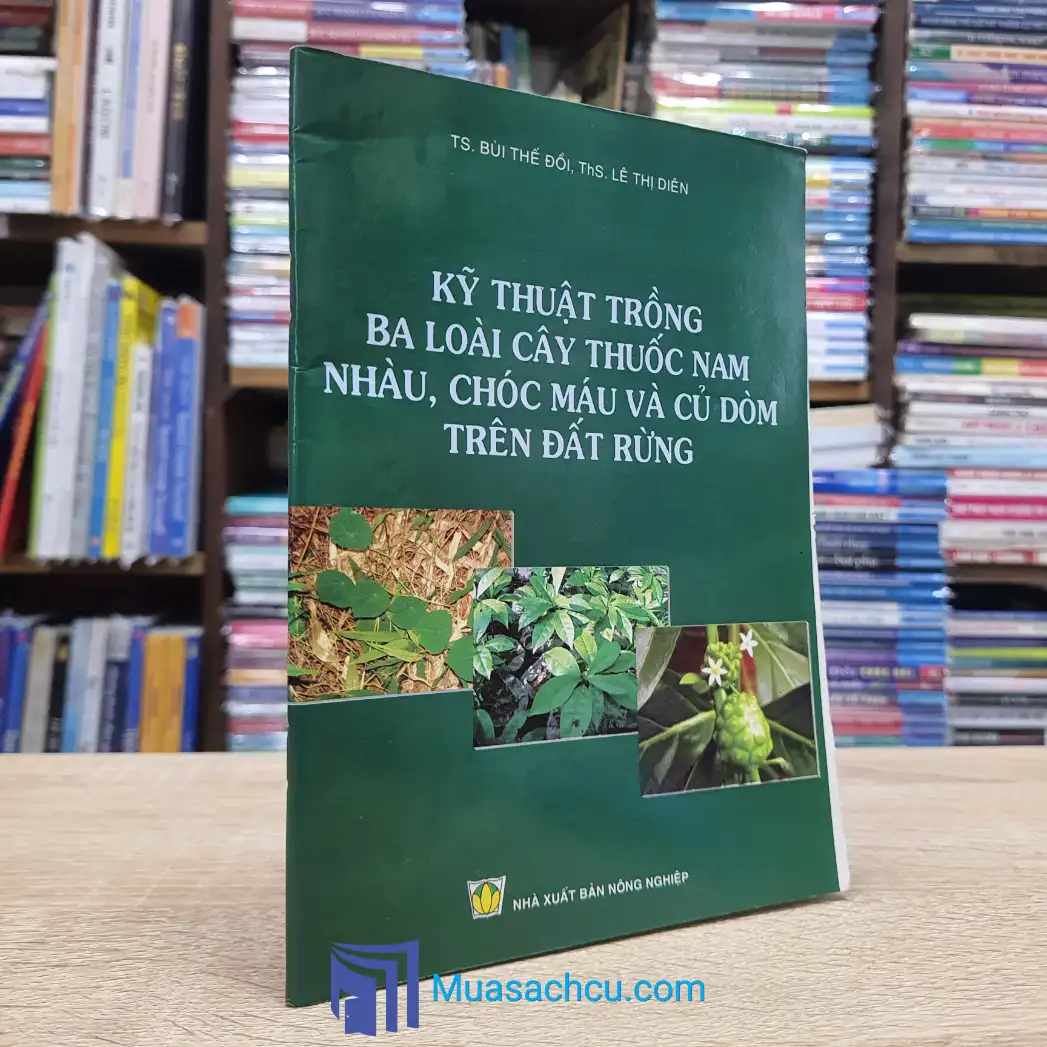 TS. BÙI THẾ ĐỒI, ThS. LÊ THỊ DIÊN
KỸ THUẬT TRỒNG
BA LOÀI CÂY THUỐC NAM
NHÀU, CHÓC MÁU VÀ CỦ DÒM
TRÊN ĐẤT RỪNG
NHÀ XUẤT BẢN NÔNG NGHIỆP
Muasachcu.com